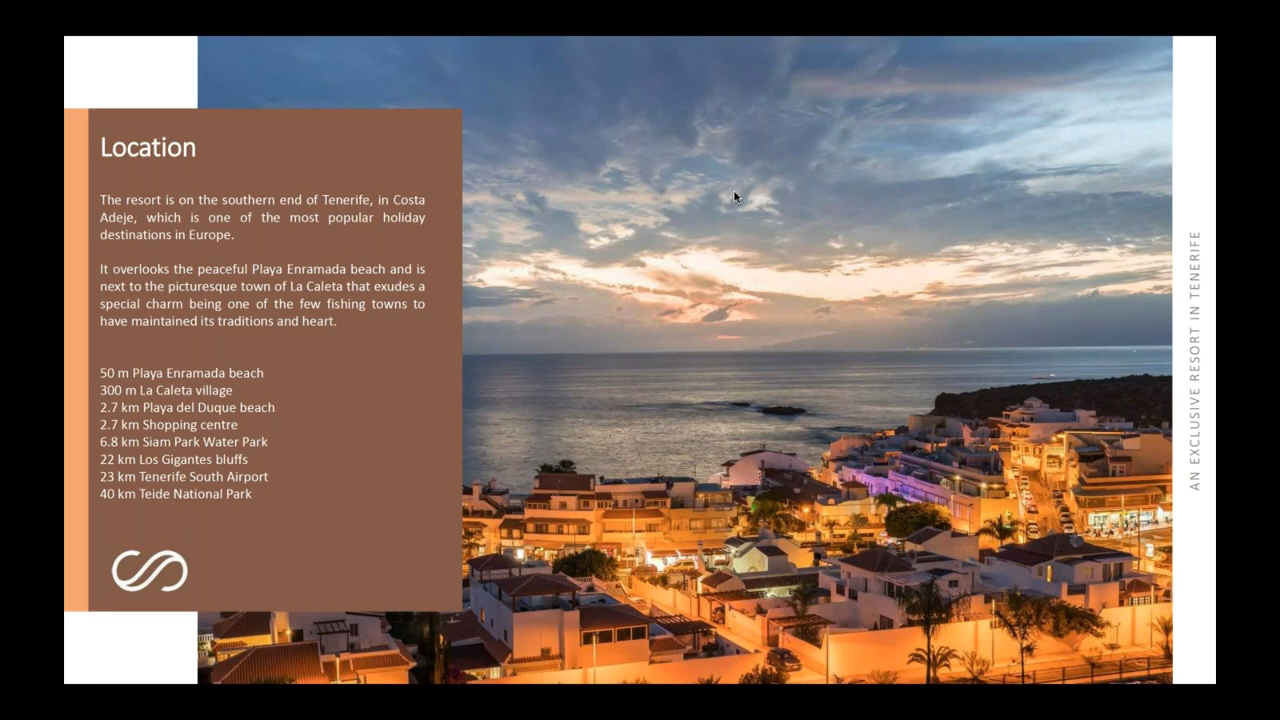 Location
The resort is on the southern end of Tenerife, in Costa
Adeje, which is one of the most popular holiday
destinations in Europe.
It overlooks the peaceful Playa Enramada beach and is
next to the picturesque town of La Caleta that exudes a
special charm being one of the few fishing towns to
have maintained its traditions and heart.
50 m Playa Enramada beach
300 m La Caleta village
2.7 km Playa del Duque beach
2.7 km Shopping centre
6.8 km Siam Park Water Park
22 km Los Gigantes bluffs
23 km Tenerife South Airport
40 km Teide National Park
AN EXCLUSIVE RESORT IN TENERIFE